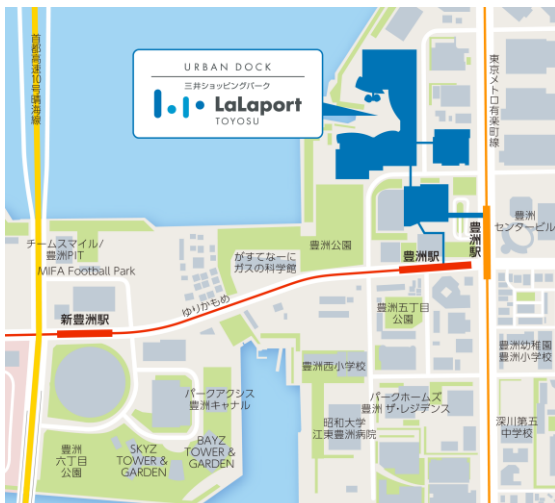 首都高速10号晴海線
URBAN DOCK
三井ショッピングパーク
LaLaport
TOYOSU
東京メトロ有楽町線
チームスマイル/
豊洲PIT
MIFA Football Park
がすてなーに
ガスの科学館
豊洲公園
豊洲駅
豊洲駅
豊洲
センタービル
新豊洲駅
ゆりかもめ
豊洲五丁目
公園
豊洲幼稚園
豊洲小学校
豊洲西小学校
パークアクシス
豊洲キャナル
パークホームズ
豊洲 ザ・レジデンス
昭和大学
江東豊洲病院
深川第五
中学校
豊洲
六丁目
公園
SKYZ
TOWER &
GARDEN
BAYZ
TOWER &
GARDEN